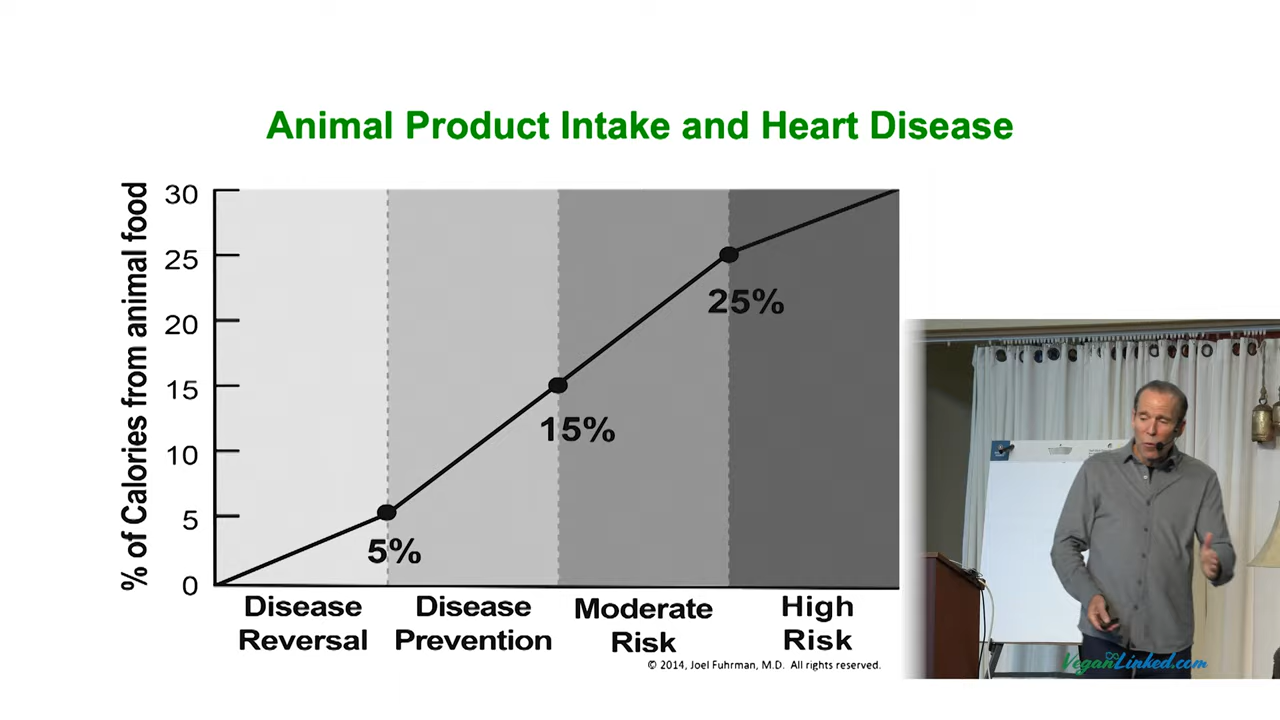 Animal Product Intake and Heart Disease
% of Calories from animal food
30
25
20
15
10
5
0
5%
15%
25%
Disease Reversal
Disease Prevention
Moderate Risk
High Risk
© 2014, Joel Fuhrman, M.D. All rights reserved.
VeganLinked.com